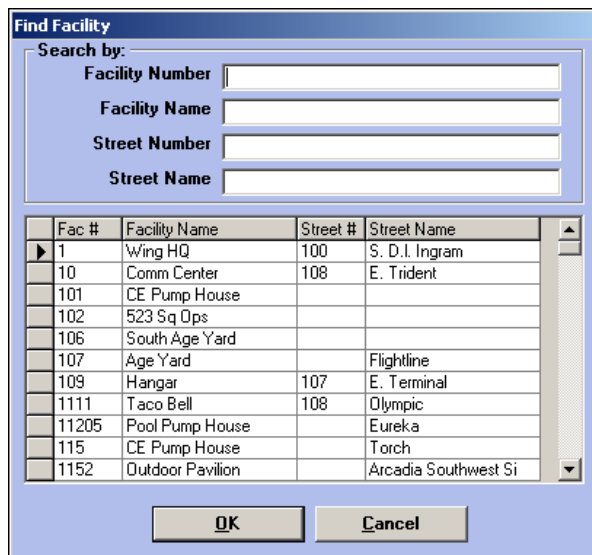 Find Facility
Search by:
Facility Number
Facility Name
Street Number
Street Name
Fac # Facility Name Street # Street Name
1 Wing HQ 100 S. D.I. Ingram
10 Comm Center 108 E. Trident
101 CE Pump House
102 523 Sq Ops
106 South Age Yard
107 Age Yard Flightline
109 Hangar 107 E. Terminal
1111 Taco Bell 108 Olympic
11205 Pool Pump House Eureka
115 CE Pump House Torch
1152 Outdoor Pavilion Arcadia Southwest Si
OK Cancel